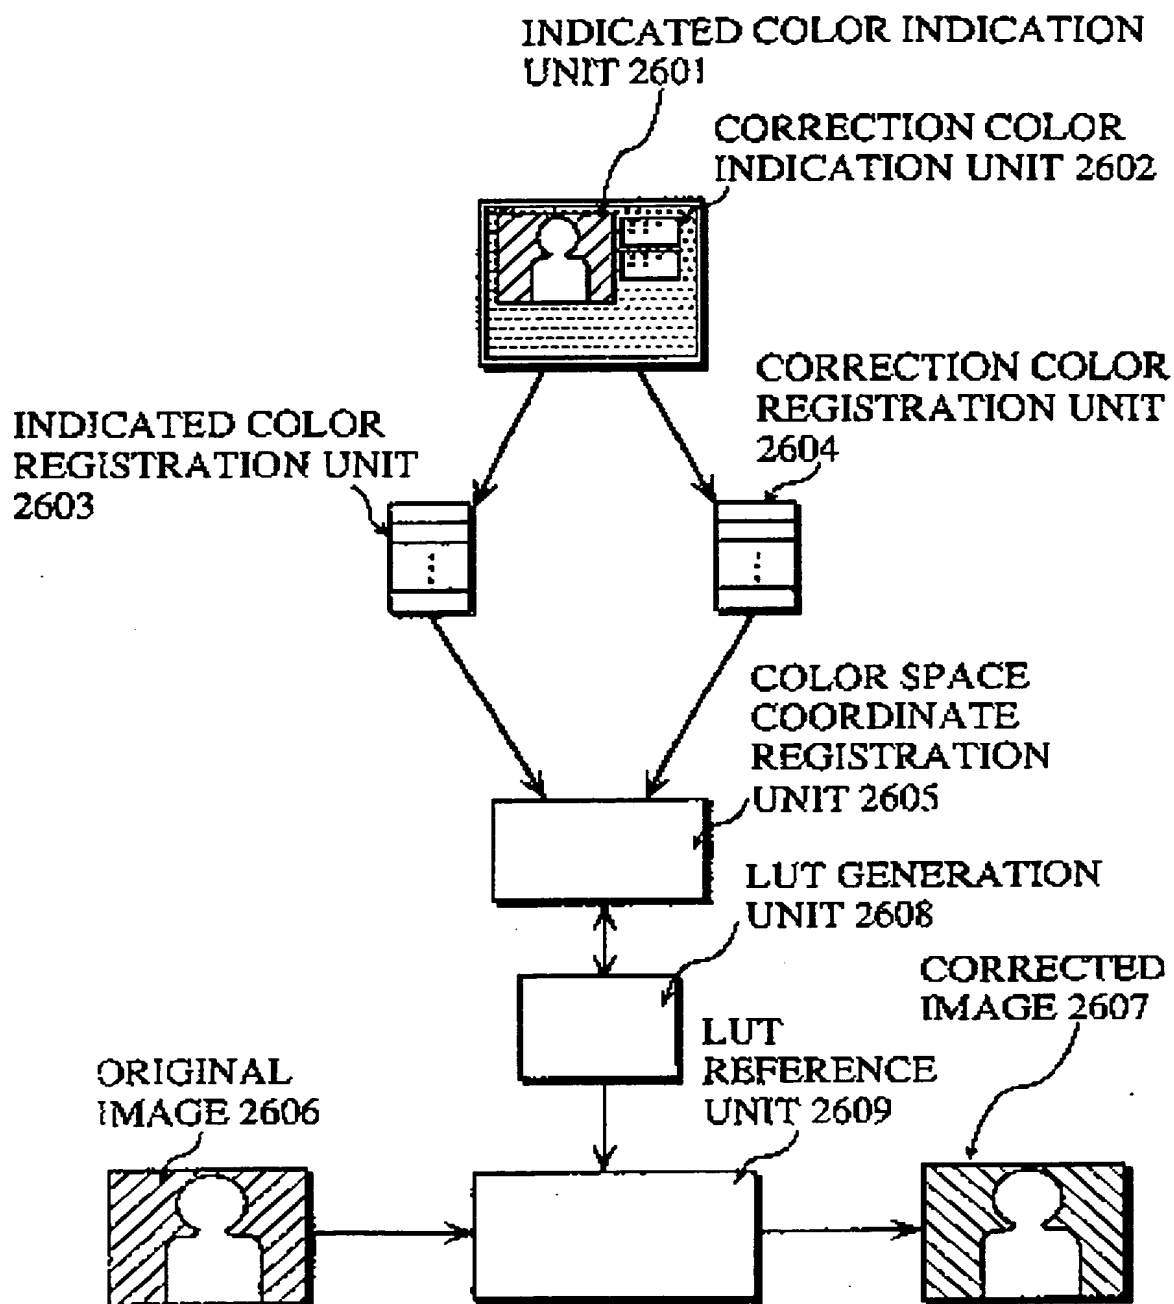 INDICATED COLOR INDICATION
UNIT 2601
CORRECTION COLOR
INDICATION UNIT 2602
CORRECTION COLOR
REGISTRATION UNIT
2604
INDICATED COLOR
REGISTRATION UNIT
2603
COLOR SPACE
COORDINATE
REGISTRATION
UNIT 2605
LUT GENERATION
UNIT 2608
CORRECTED
IMAGE 2607
LUT
REFERENCE
UNIT 2609
ORIGINAL
IMAGE 2606